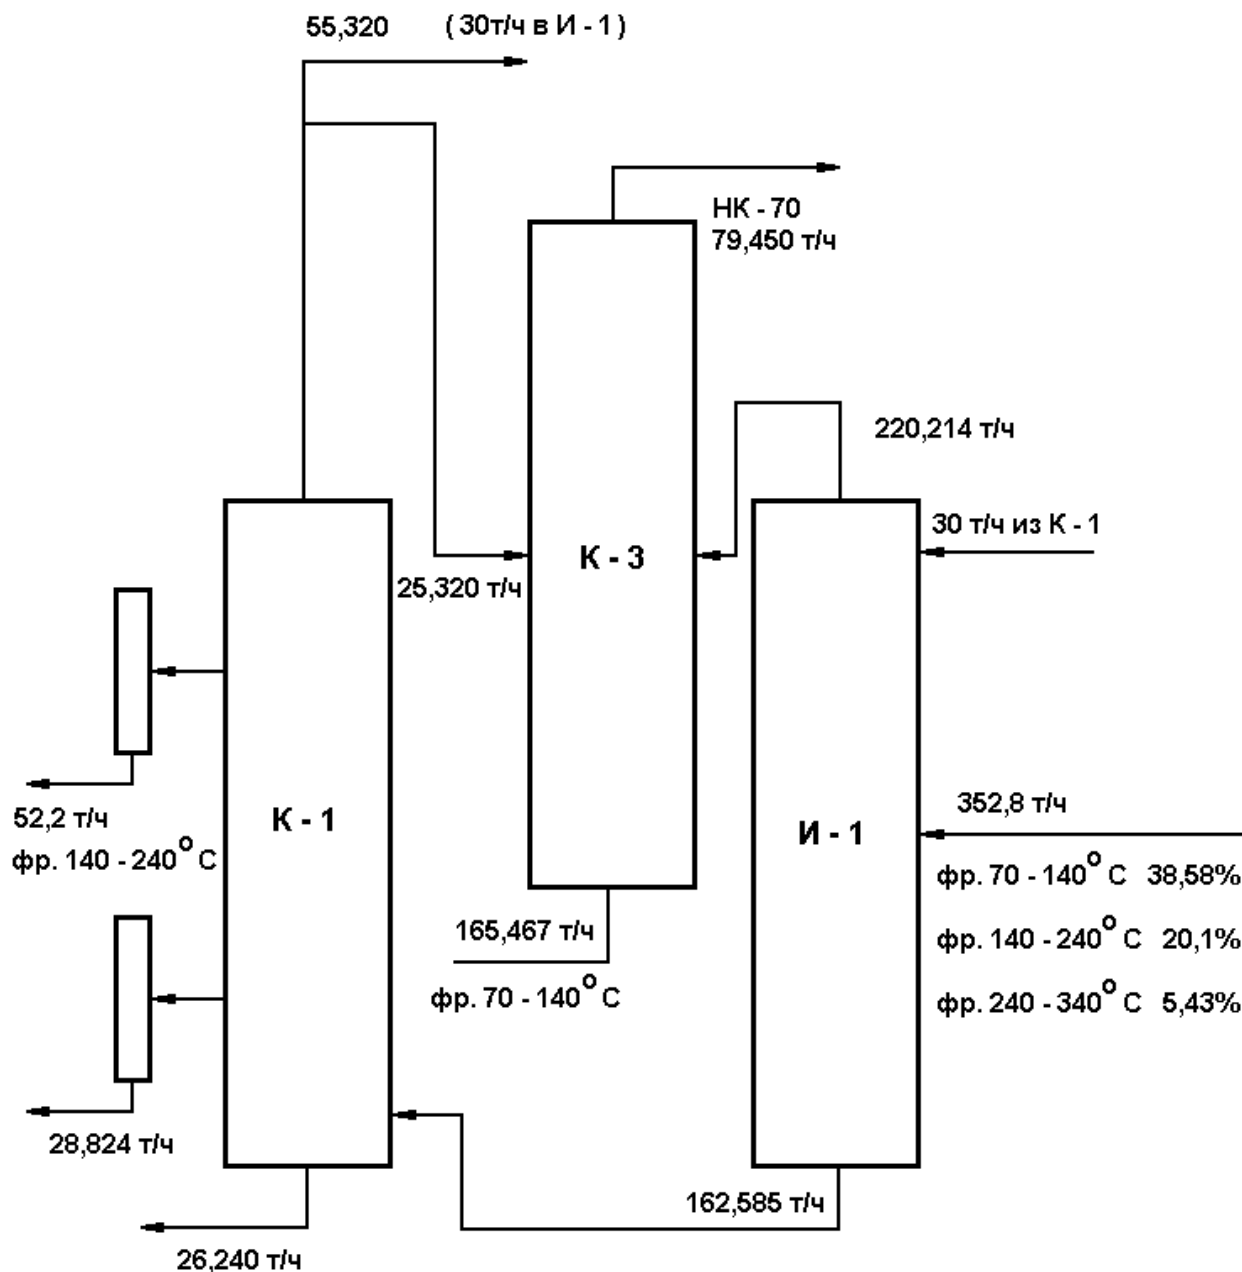 55,320 ( 30т/ч в И - 1 )
НК - 70
79,450 т/ч
220,214 т/ч
30 т/ч из К - 1
К - 3
25,320 т/ч
52,2 т/ч
фр. 140 - 240° С
К - 1
И - 1
352,8 т/ч
фр. 70 - 140° С 38,58%
фр. 140 - 240° С 20,1%
фр. 240 - 340° С 5,43%
165,467 т/ч
фр. 70 - 140° С
28,824 т/ч
162,585 т/ч
26,240 т/ч